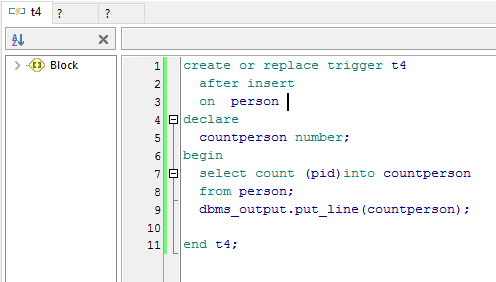 t4
?
?
Block
1 create or replace trigger t4
2 after insert
3 on  person
4 declare
5 countperson number;
6 begin
7 select count (pid)into countperson
8 from person;
9 dbms_output.put_line(countperson);
10
11 end t4;